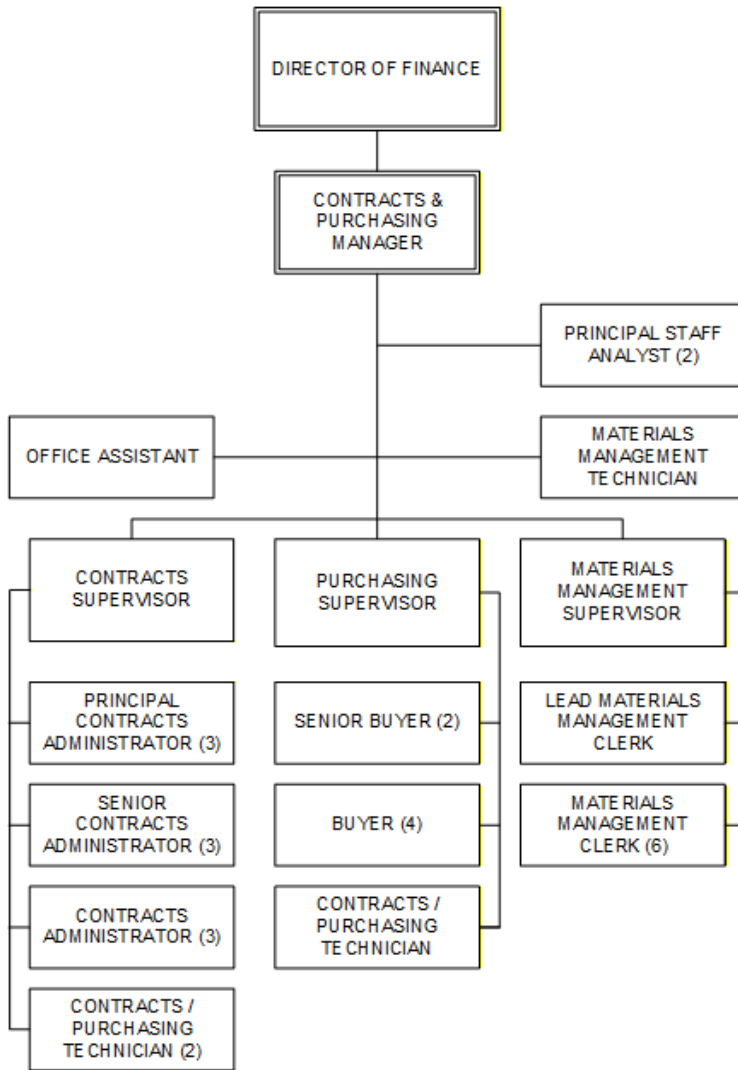 DIRECTOR OF FINANCE
CONTRACTS &
PURCHASING
MANAGER
PRINCIPAL STAFF
ANALYST (2)
OFFICE ASSISTANT
MATERIALS
MANAGEMENT
TECHNICIAN
CONTRACTS
SUPERVISOR
PRINCIPAL
CONTRACTS
ADMINISTRATOR (3)
SENIOR
CONTRACTS
ADMINISTRATOR (3)
CONTRACTS
ADMINISTRATOR (3)
CONTRACTS /
PURCHASING
TECHNICIAN (2)
PURCHASING
SUPERVISOR
SENIOR BUYER (2)
BUYER (4)
CONTRACTS /
PURCHASING
TECHNICIAN
MATERIALS
MANAGEMENT
SUPERVISOR
LEAD MATERIALS
MANAGEMENT
CLERK
MATERIALS
MANAGEMENT
CLERK (6)